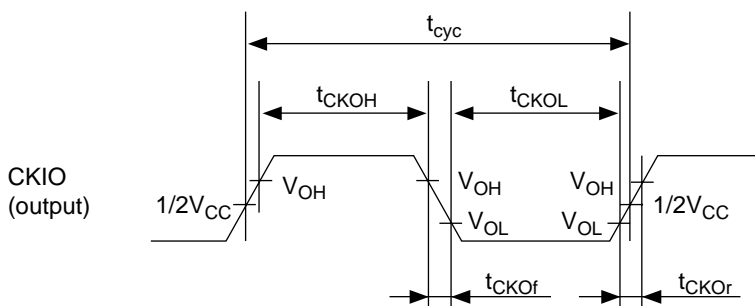 tcyc
tCKOH tCKOL
CKIO
(output)
VOH VOH VOH
1/2VCC 1/2VCC
VOL VOL
tCKOf tCKOr